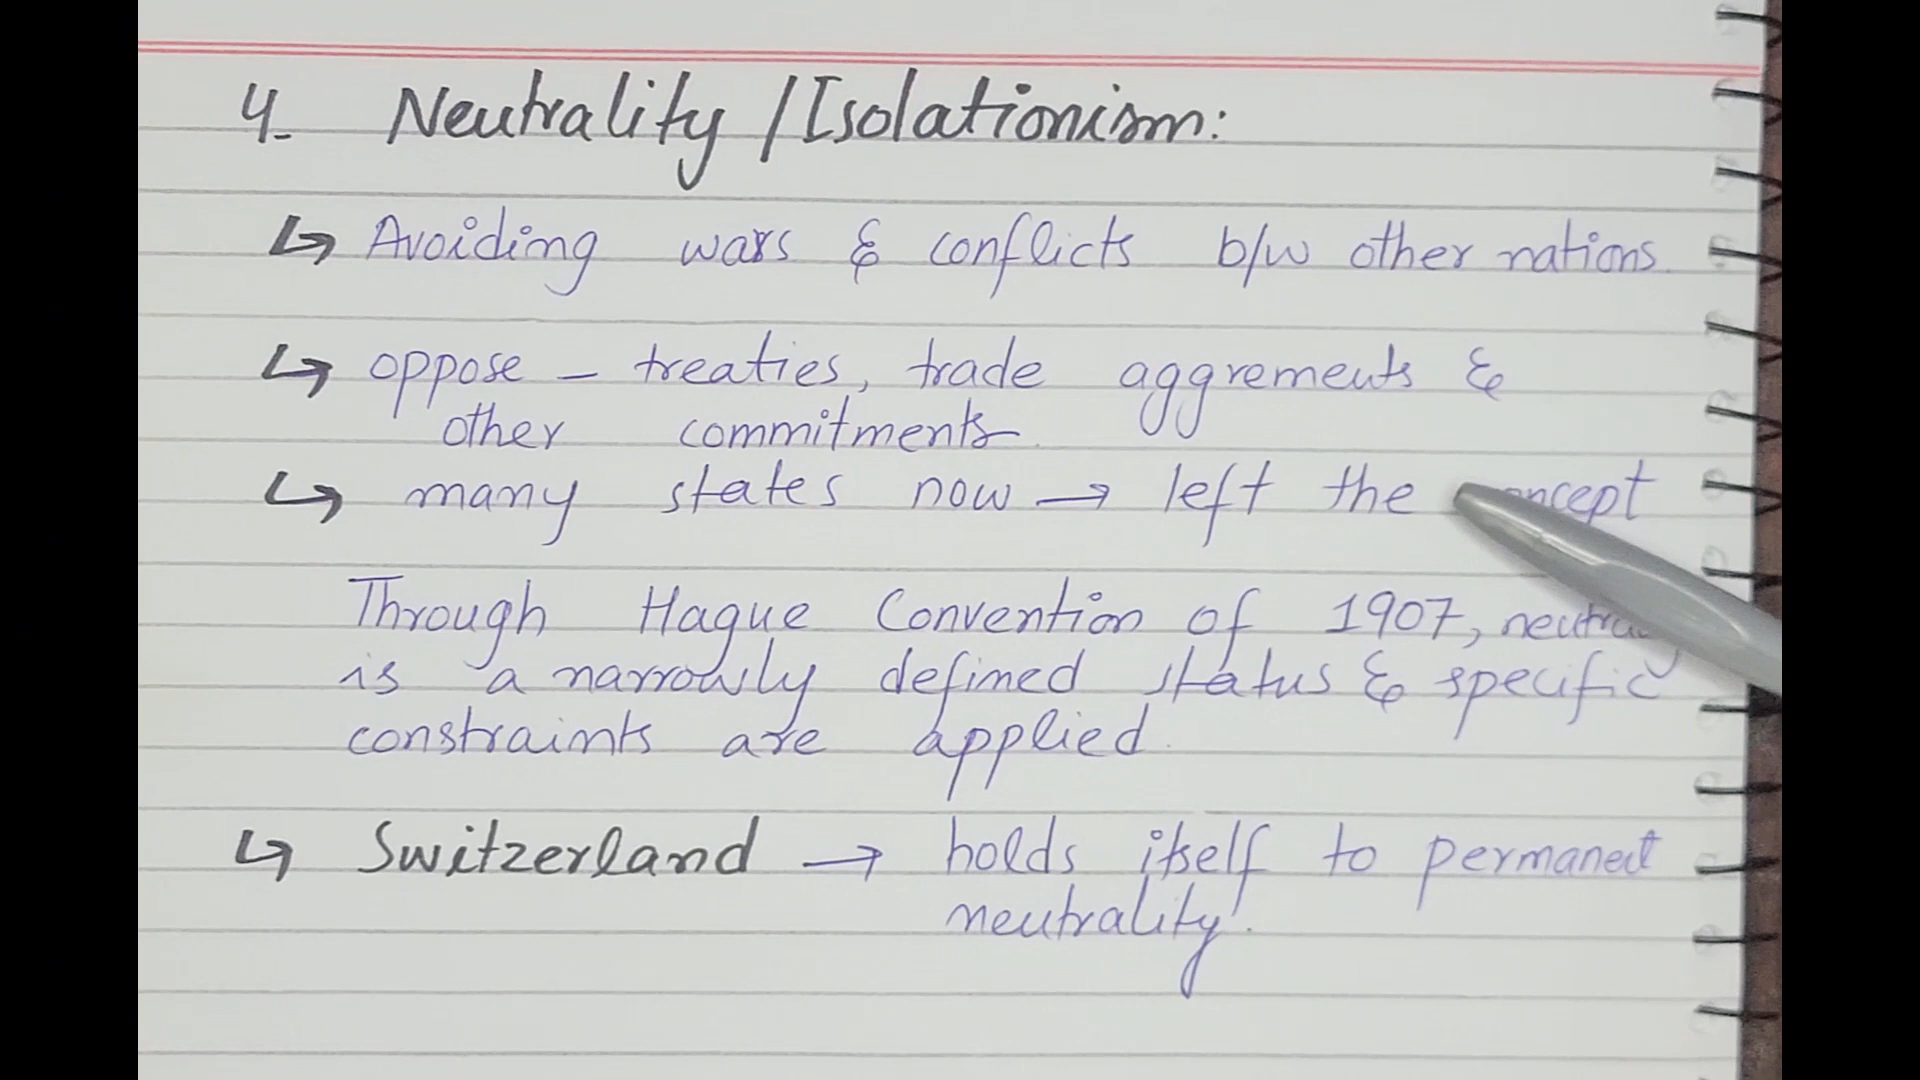 4- Neutrality / Isolationism:
↳ Avoiding wars & conflicts b/w other nations.
↳ oppose - treaties, trade aggrements &
other commitments.
↳ many states now → left the
Through Hague Convention of 1907,
is a narrowly defined status & specific
constraints are applied.
↳ Switzerland → holds itself to permanent
neutrality.